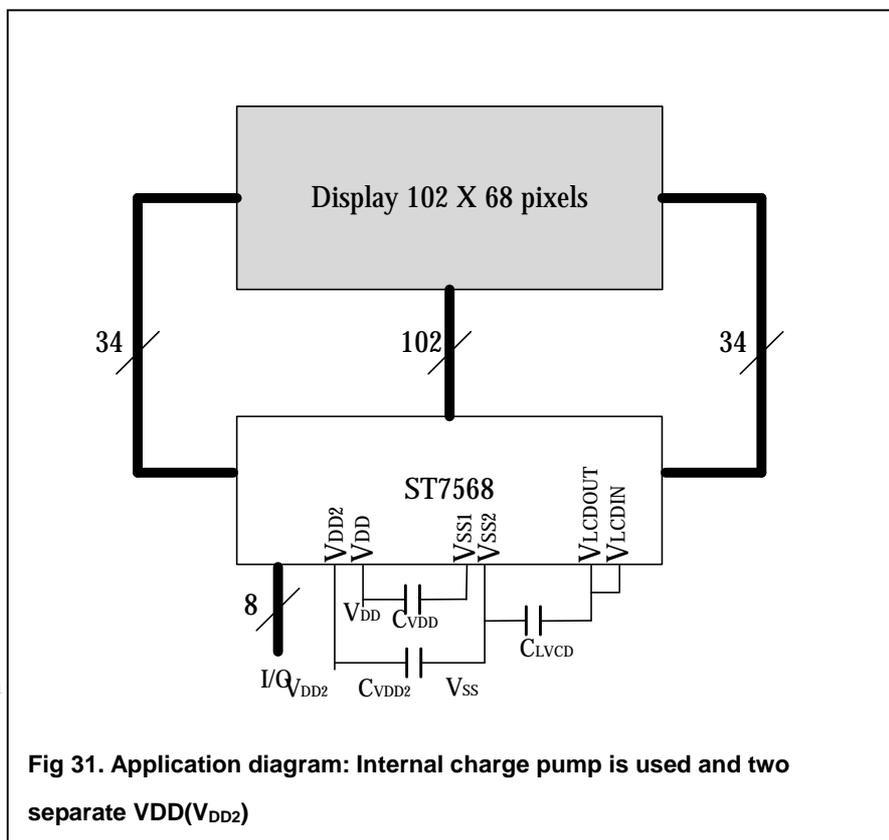 Display 102 X 68 pixels
34
102
34
ST7568
VDD2
VDD
VSS1
VSS2
VLCDOUT
VLCDIN
8
VDD
CVDD
CLVCD
I/O
VDD2
CVDD2
VSS
Fig 31. Application diagram: Internal charge pump is used and two
separate VDD(VDD2)